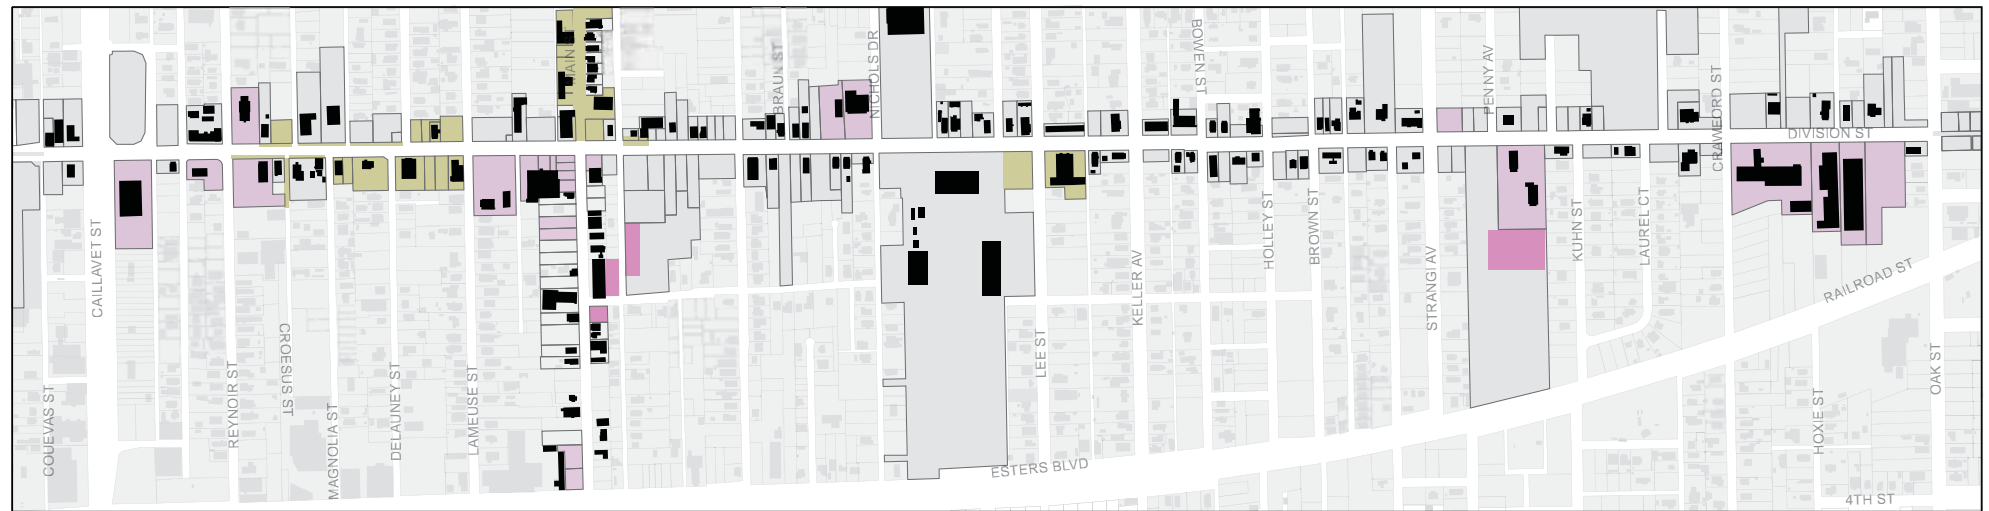 MAIN ST
BRAUN ST
NICHOLS DR
BOWEN ST
PENNY AV
CRAWFORD ST
DIVISION ST
CAILLAVET ST
HOLLEY ST
BROWN ST
STRANGI AV
KUHN ST
LAUREL CT
KELLER AV
RAILROAD ST
LEE ST
COUEVAS ST
REYNOIR ST
CROESUS ST
MAGNOLIA ST
DELAUNEY ST
LAMEUSE ST
ESTERS BLVD
HOXIE ST
OAK ST
4TH ST